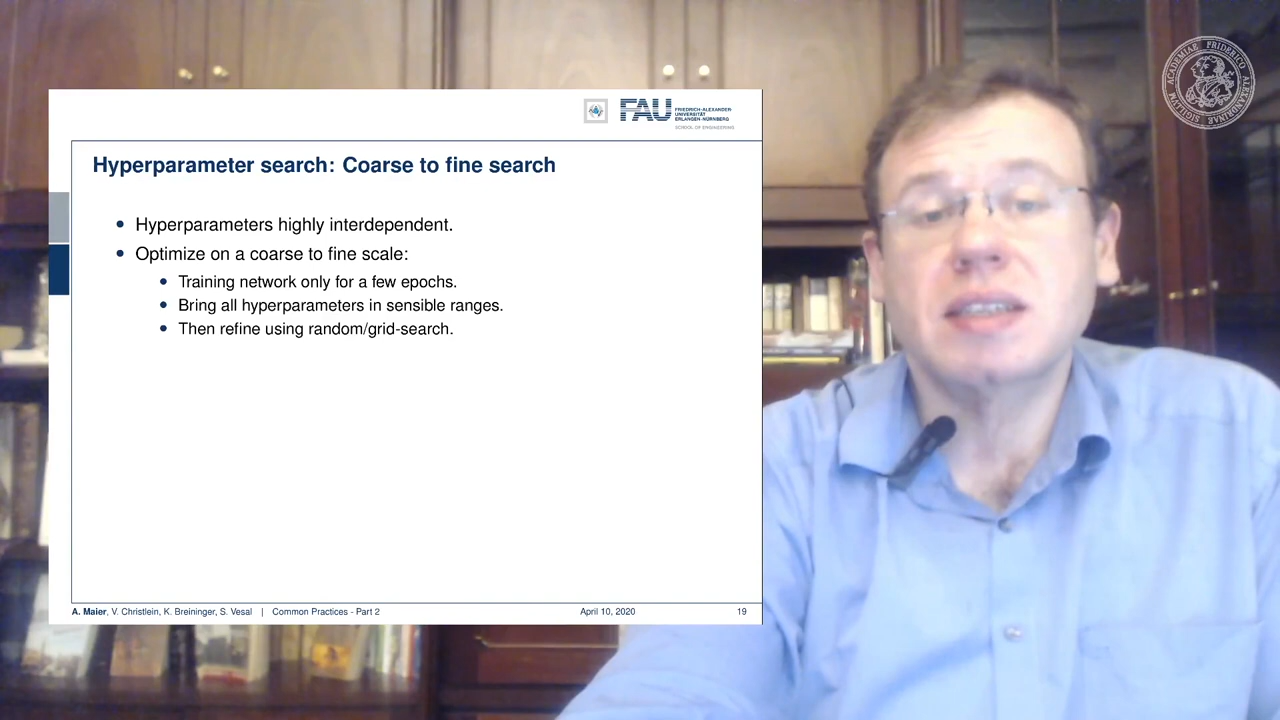 FAU FRIEDRICH-ALEXANDER
UNIVERSITÄT
ERLANGEN-NÜRNBERG
SCHOOL OF ENGINEERING
Hyperparameter search: Coarse to fine search
• Hyperparameters highly interdependent.
• Optimize on a coarse to fine scale:
• Training network only for a few epochs.
• Bring all hyperparameters in sensible ranges.
• Then refine using random/grid-search.
A. Maier, V. Christlein, K. Breininger, S. Vesal | Common Practices - Part 2 April 10, 2020 19